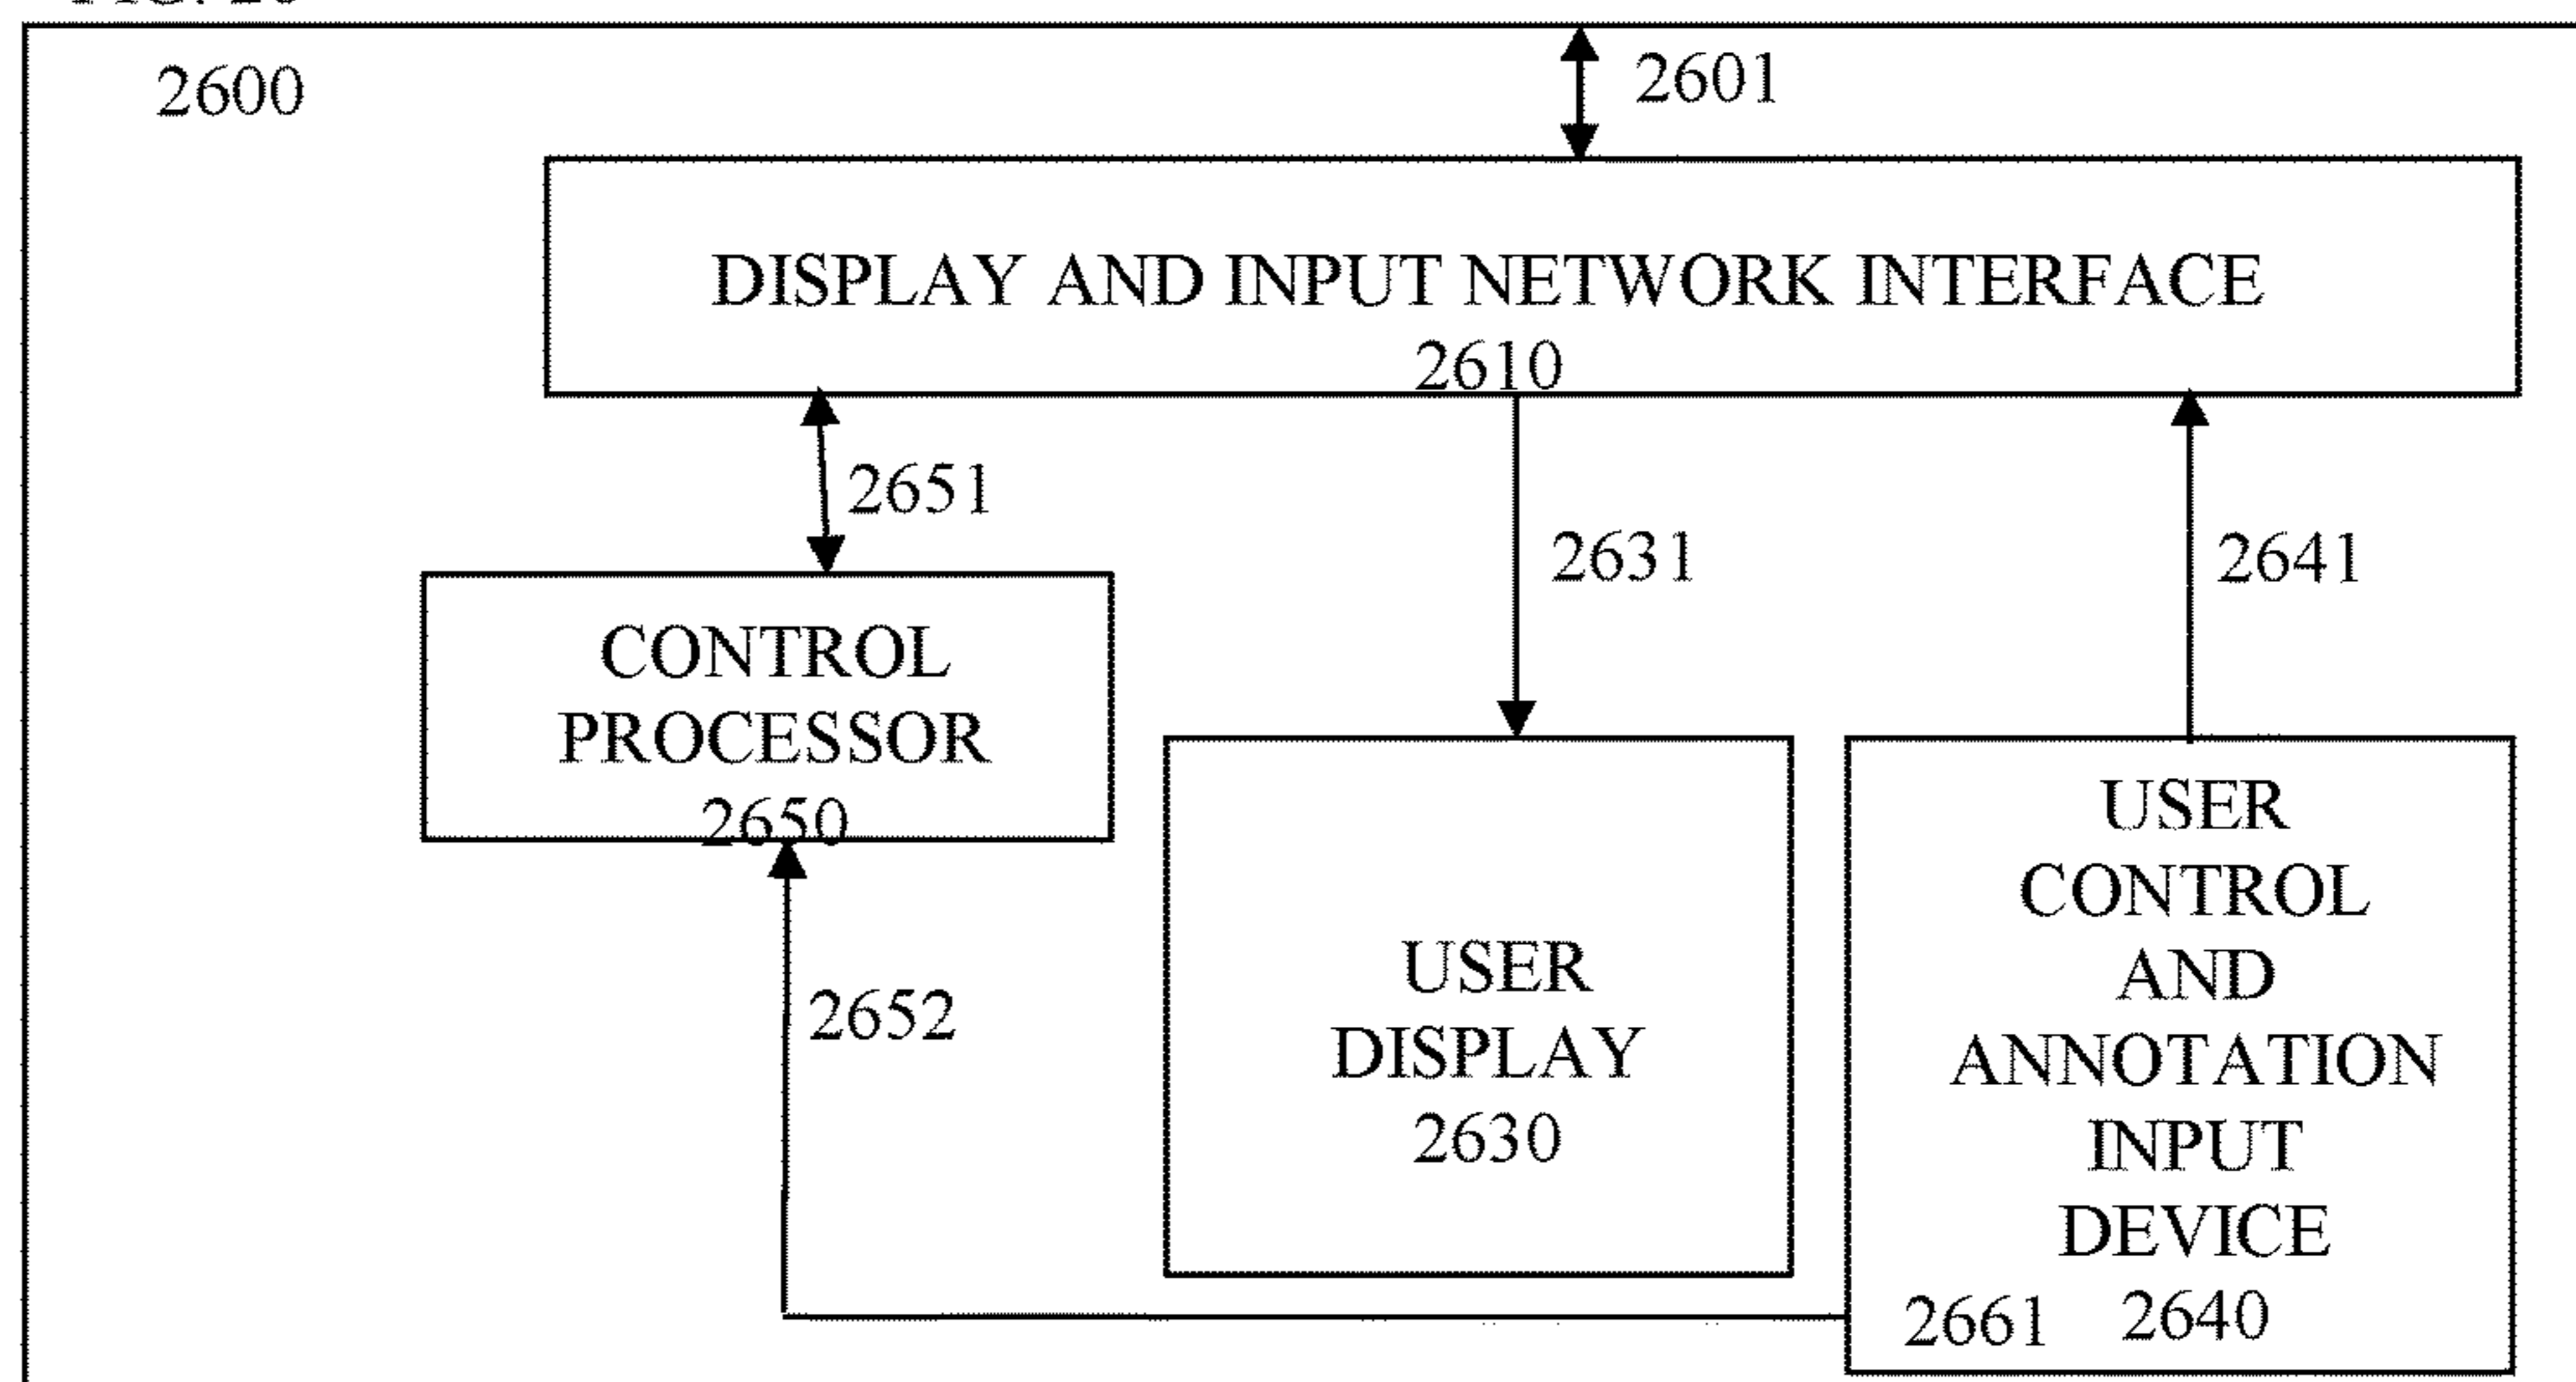 2600
2601
DISPLAY AND INPUT NETWORK INTERFACE
2610
2651
2631
2641
CONTROL
PROCESSOR
2650
2652
USER
DISPLAY
2630
USER
CONTROL
AND
ANNOTATION
INPUT
DEVICE
2661 2640